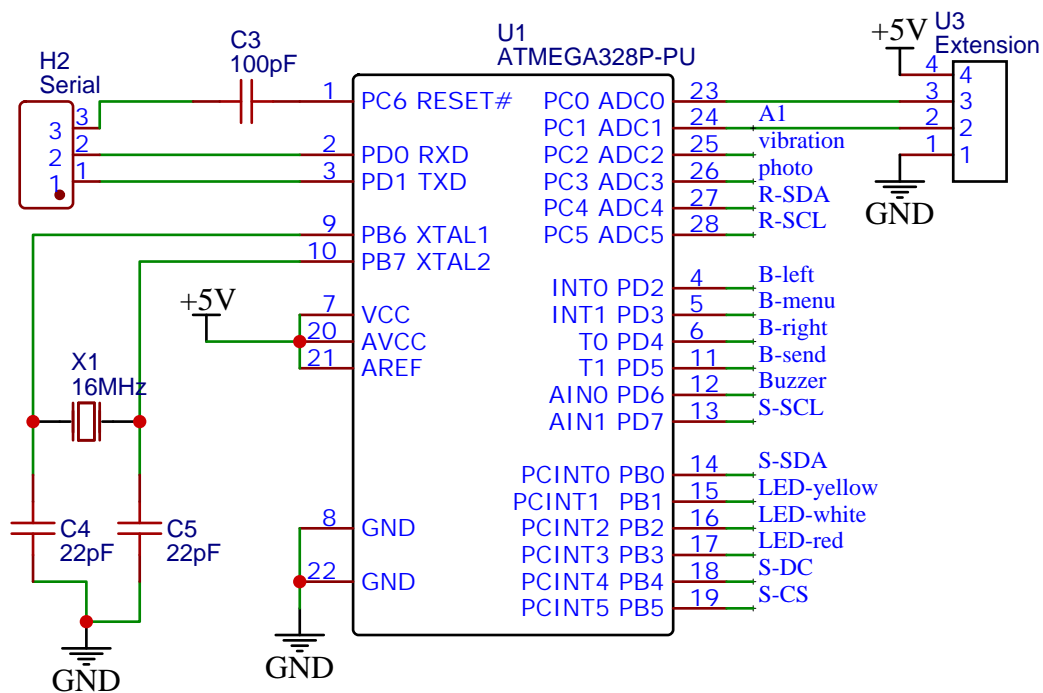 H2
Serial
3
2
1
3
2
1
C3
100pF
U1
ATMEGA328P-PU
1
PC6 RESET#
2
PD0 RXD
3
PD1 TXD
9
PB6 XTAL1
10
PB7 XTAL2
+5V
7
VCC
20
AVCC
21
AREF
X1
16MHz
C4
22pF
C5
22pF
GND
8
GND
22
GND
GND
PC0 ADC0
23
PC1 ADC1
24
A1
PC2 ADC2
25
vibration
PC3 ADC3
26
photo
PC4 ADC4
27
R-SDA
PC5 ADC5
28
R-SCL
INT0 PD2
4
B-left
INT1 PD3
5
B-menu
T0 PD4
6
B-right
T1 PD5
11
B-send
AIN0 PD6
12
Buzzer
AIN1 PD7
13
S-SCL
PCINT0 PB0
14
S-SDA
PCINT1 PB1
15
LED-yellow
PCINT2 PB2
16
LED-white
PCINT3 PB3
17
LED-red
PCINT4 PB4
18
S-DC
PCINT5 PB5
19
S-CS
+5V
U3
Extension
4
4
3
3
2
2
1
1
GND